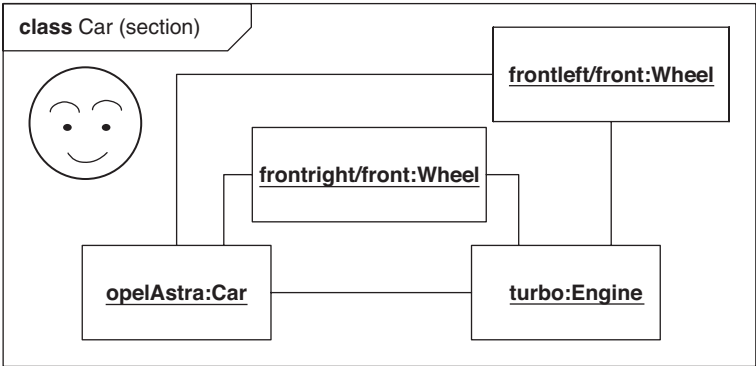 class Car (section)
frontleft/front:Wheel
frontright/front:Wheel
opelAstra:Car
turbo:Engine